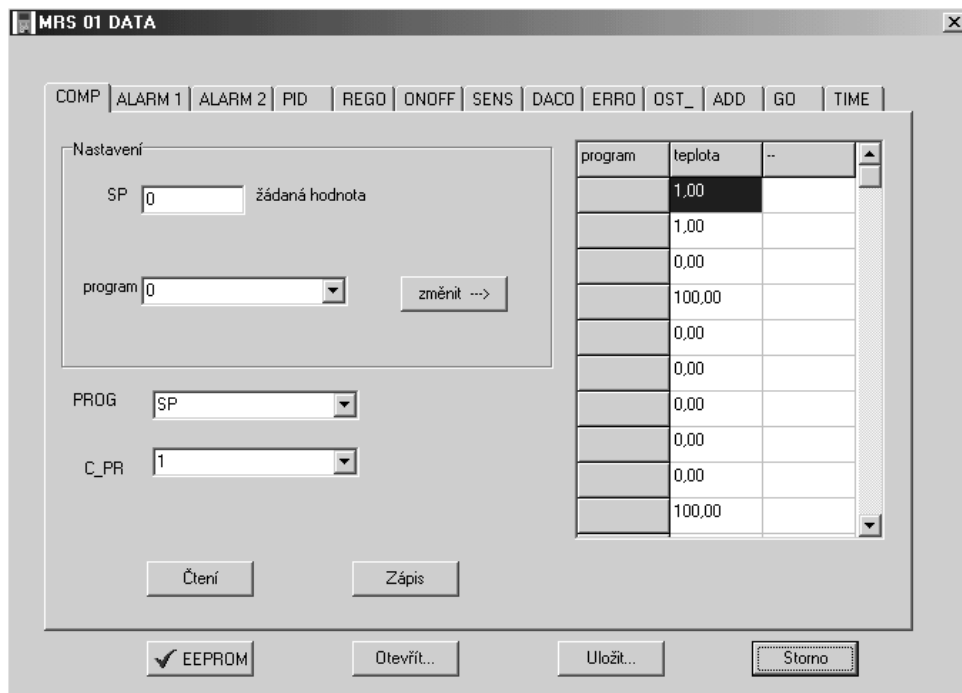 MRS 01 DATA
COMP ALARM 1 ALARM 2 PID REGO ONOFF SENS DACO ERRO OST_ ADD GO TIME
Nastavení
SP 0 žádaná hodnota
program 0 změnit --->
PROG SP
C_PR 1
program teplota --
1,00
1,00
0,00
100,00
0,00
0,00
0,00
0,00
0,00
100,00
Čtení Zápis
EEPROM Otevřít... Uložit... Storno